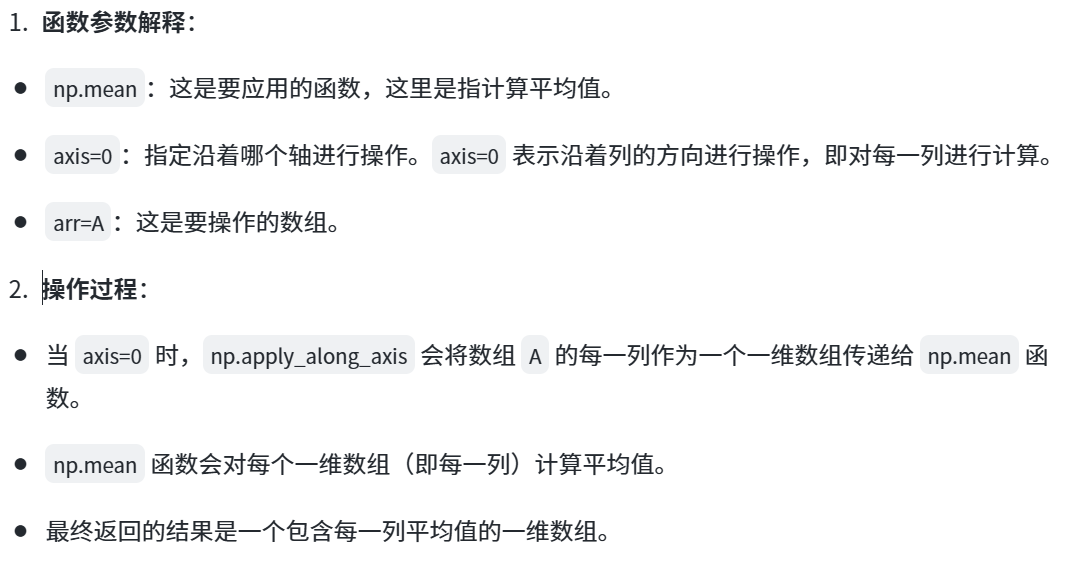 1. 函数参数解释：
● np.mean：这是要应用的函数，这里是指计算平均值。
● axis=0：指定沿着哪个轴进行操作。axis=0 表示沿着列的方向进行操作，即对每一列进行计算。
● arr=A：这是要操作的数组。
2. 操作过程：
● 当 axis=0 时，np.apply_along_axis 会将数组 A 的每一列作为一个一维数组传递给 np.mean 函
数。
● np.mean 函数会对每个一维数组（即每一列）计算平均值。
● 最终返回的结果是一个包含每一列平均值的一维数组。